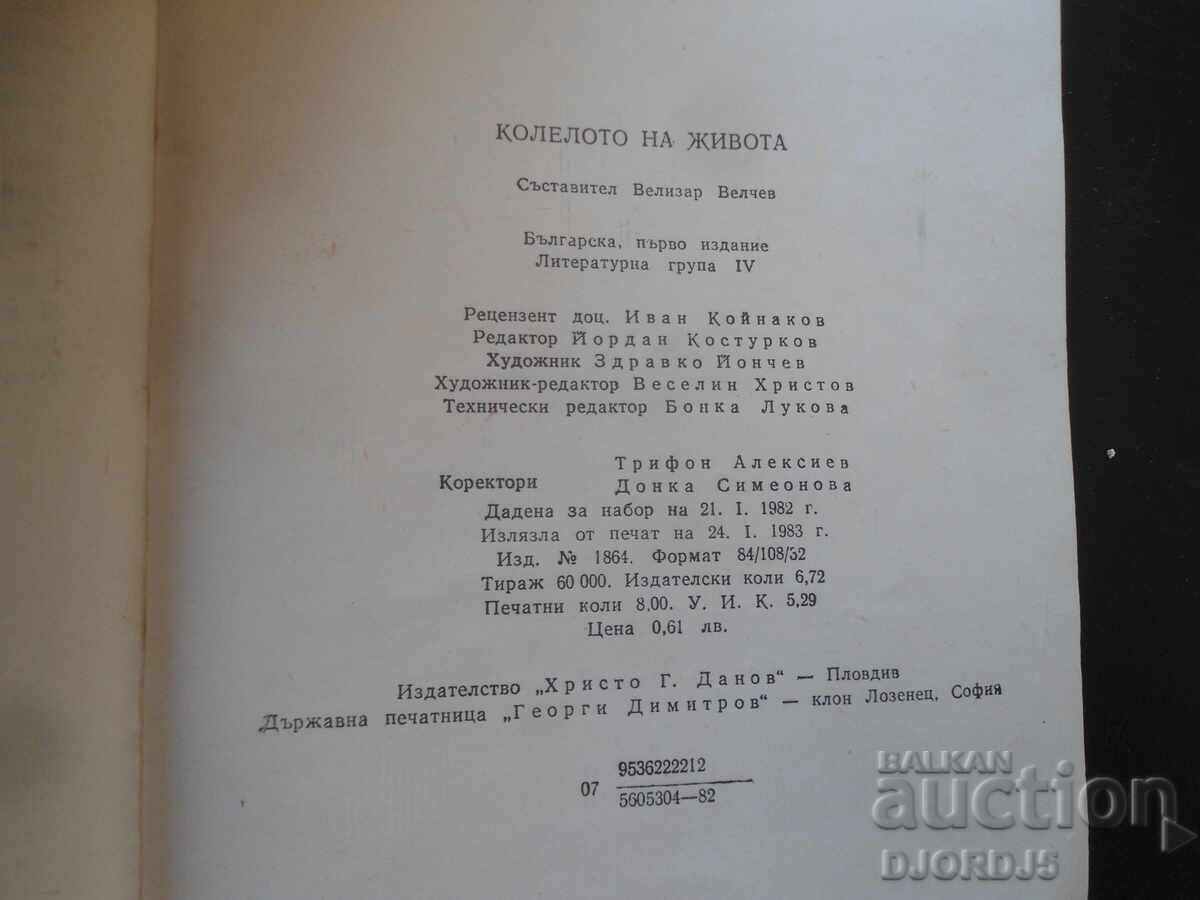 КОЛЕЛОТО НА ЖИВОТА
Съставител Велизар Велчев
Българска, първо издание
Литературна група IV
Рецензент доц. Иван Койнаков
Редактор Йордан Костурков
Художник Здравко Йончев
Художник-редактор Веселин Христов
Технически редактор Бонка Лукова
Трифон Алексиев
Коректори
Донка Симеонова
Дадена за набор на 21. I. 1982 г.
Излязла от печат на 24. I. 1983 г.
Изд. № 1864. Формат 84/108/32
Тираж 60 000. Издателски коли 6,72
Печатни коли 8,00. У. И. К. 5,29
Цена 0,61 лв.
Издателство „Христо Г. Данов“ — Пловдив
Държавна печатница „Георги Димитров“ — клон Лозенец, София
9536222212
07
5605304—82
BALKAN
auction
DJORDJ5